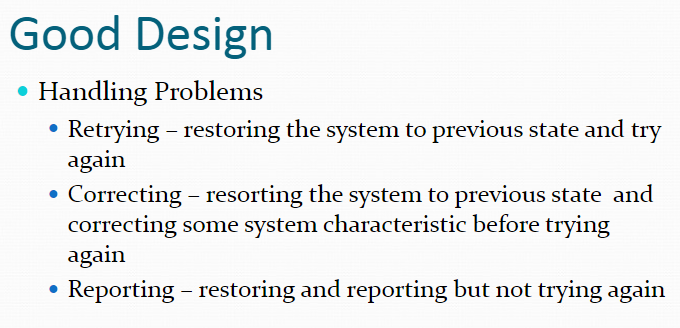 Good Design
Handling Problems
Retrying – restoring the system to previous state and try
again
Correcting – resorting the system to previous state  and
correcting some system characteristic before trying
again
Reporting – restoring and reporting but not trying again